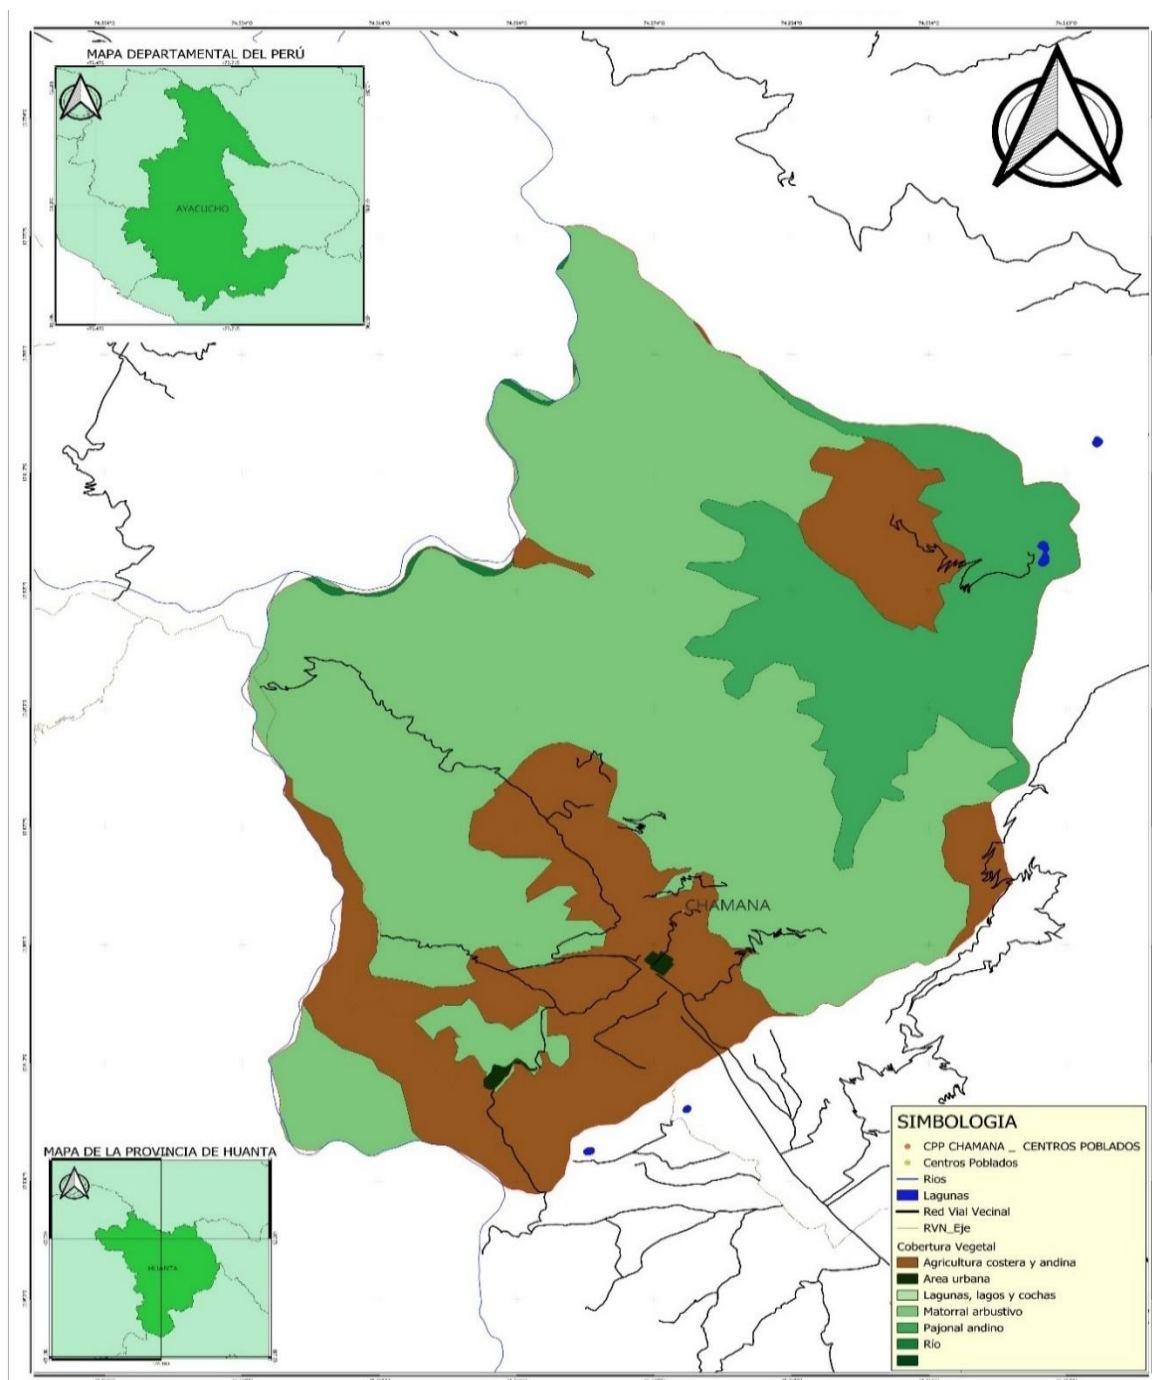 MAPA DEPARTAMENTAL DEL PERÚ
AYACUCHO
CHAMANA
MAPA DE LA PROVINCIA DE HUANTA
HUANTA
SIMBOLOGIA
CPP CHAMANA _ CENTROS POBLADOS
Centros Poblados
Rios
Lagunas
Red Vial Vecinal
RVN_Eje
Cobertura Vegetal
Agricultura costera y andina
Area urbana
Lagunas, lagos y cochas
Matorral arbustivo
Pajonal andino
Río